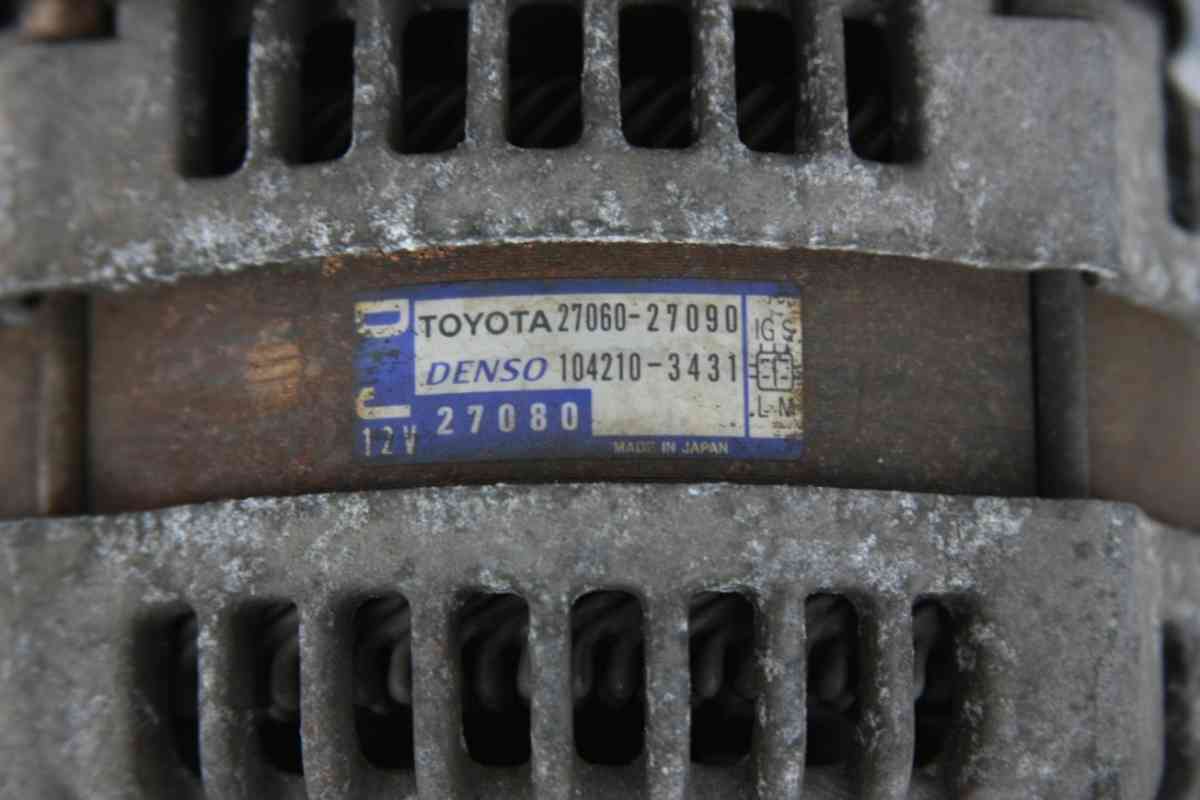 TOYOTA 27060-27090
DENSO 104210-3431
27080
12V
MADE IN JAPAN
IG S
L M